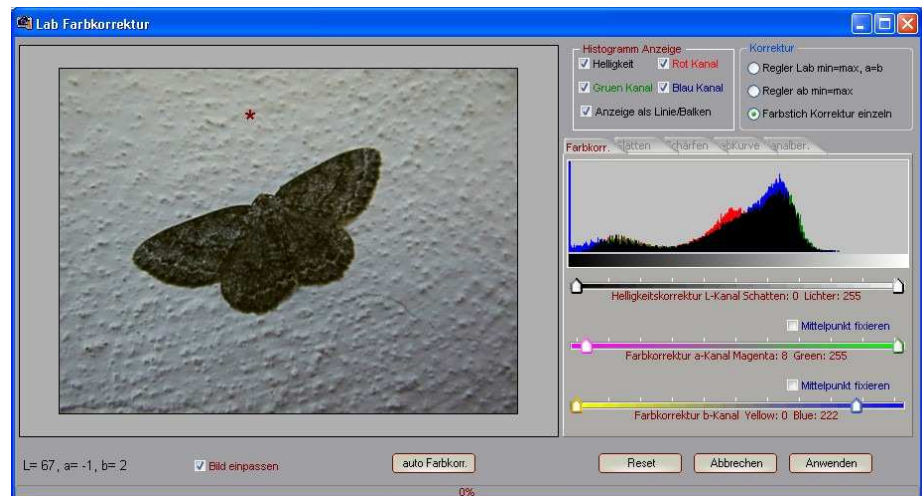 Lab Farbkorrektur
Histogramm Anzeige
Helligkeit Rot Kanal
Gruen Kanal Blau Kanal
Anzeige als Linie/Balken
Korrektur
Regler Lab min=max, a=b
Regler ab min=max
Farbstich Korrektur einzeln
Farbkorr.
Helligkeitskorrektur L-Kanal Schatten: 0 Lichter: 255
Mittelpunkt fixieren
Farbkorrektur a-Kanal Magenta: 8 Green: 255
Mittelpunkt fixieren
Farbkorrektur b-Kanal Yellow: 0 Blue: 222
L= 67, a= -1, b= 2
Bild einpassen
auto Farbkorr.
Reset
Abbrechen
Anwenden
0%